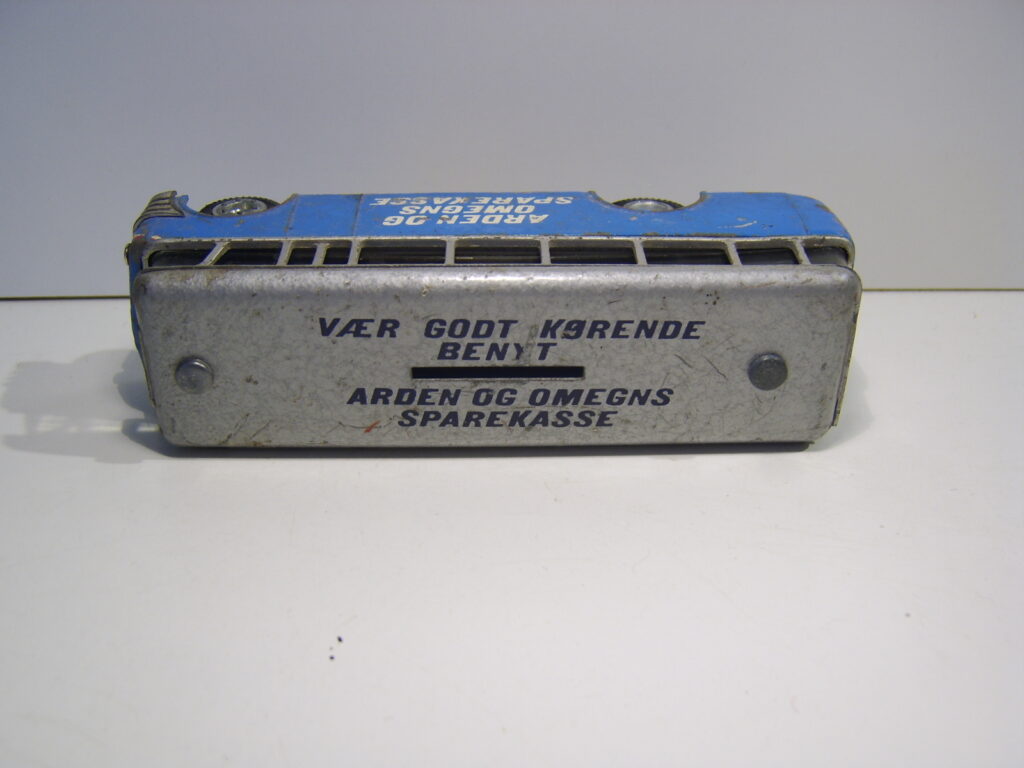 ARDEN OG
OMEGNS
SPAREKASSE
VÆR GODT KØRENDE
BENYT
ARDEN OG OMEGNS
SPAREKASSE